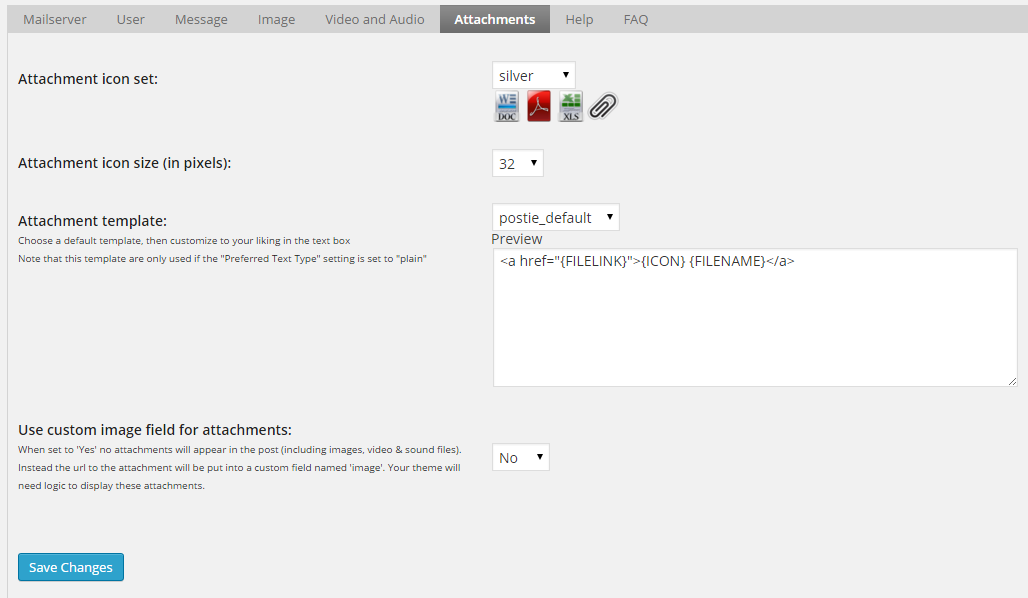 Mailserver User Message Image Video and Audio Attachments Help FAQ
Attachment icon set:
silver
DOC XLS
Attachment icon size (in pixels):
32
Attachment template:
postie_default
Choose a default template, then customize to your liking in the text box
Preview
Note that this template are only used if the "Preferred Text Type" setting is set to "plain"
<a href="{FILELINK}">{ICON} {FILENAME}</a>
Use custom image field for attachments:
When set to 'Yes' no attachments will appear in the post (including images, video & sound files).
Instead the url to the attachment will be put into a custom field named 'image'. Your theme will
need logic to display these attachments.
No
Save Changes